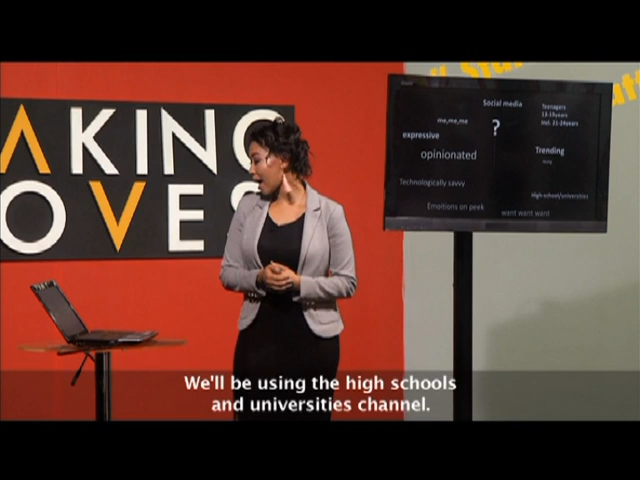 AKING
OVES
Social media
Teenagers
13-19years
Incl. 21-24years
me,me,me
?
expressive
opinionated
Trending
Technologically savvy
High-school/universities
Emotions on peek
want want want
We'll be using the high schools
and universities channel.